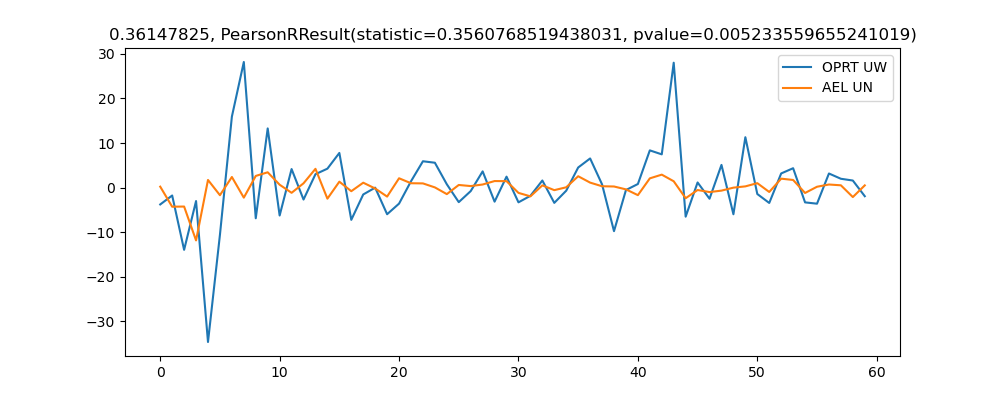 0.36147825, PearsonRResult(statistic=0.3560768519438031, pvalue=0.005233559655241019)
30
20
10
0
−10
−20
−30
OPRT UW
AEL UN
0 10 20 30 40 50 60